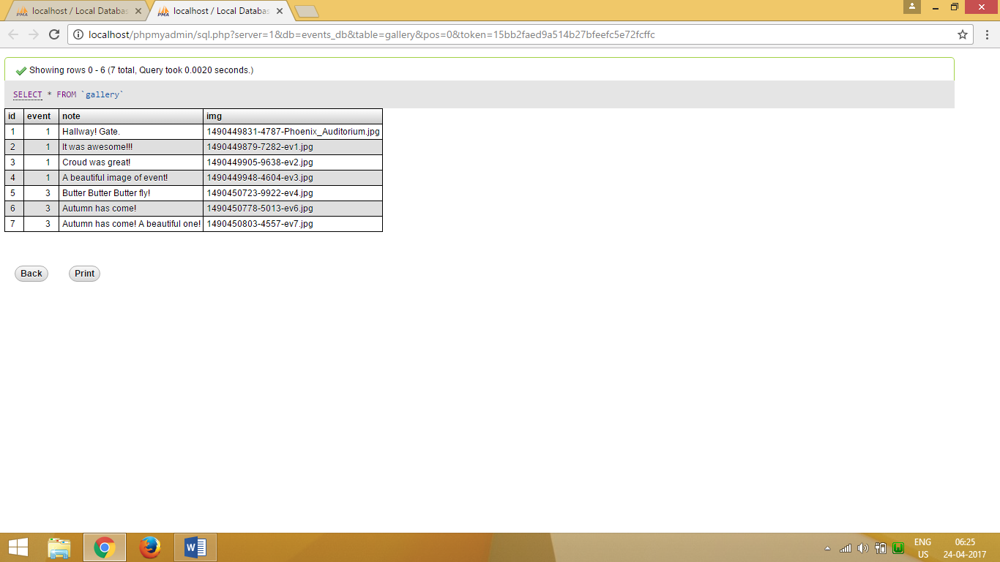 localhost / Local Databas
localhost / Local Databas
localhost/phpmyadmin/sql.php?server=1&db=events_db&table=gallery&pos=0&token=15bb2faed9a514b27bfeefc5e72fcffc
Showing rows 0 - 6 (7 total, Query took 0.0020 seconds.)
SELECT * FROM `gallery`
id event note img
1 1 Hallway! Gate. 1490449831-4787-Phoenix_Auditorium.jpg
2 1 It was awesome!!! 1490449879-7282-ev1.jpg
3 1 Croud was great! 1490449905-9638-ev2.jpg
4 1 A beautiful image of event! 1490449948-4604-ev3.jpg
5 3 Butter Butter Butter fly! 1490450723-9922-ev4.jpg
6 3 Autumn has come! 1490450778-5013-ev6.jpg
7 3 Autumn has come! A beautiful one! 1490450803-4557-ev7.jpg
Back Print
ENG 06:25
US 24-04-2017